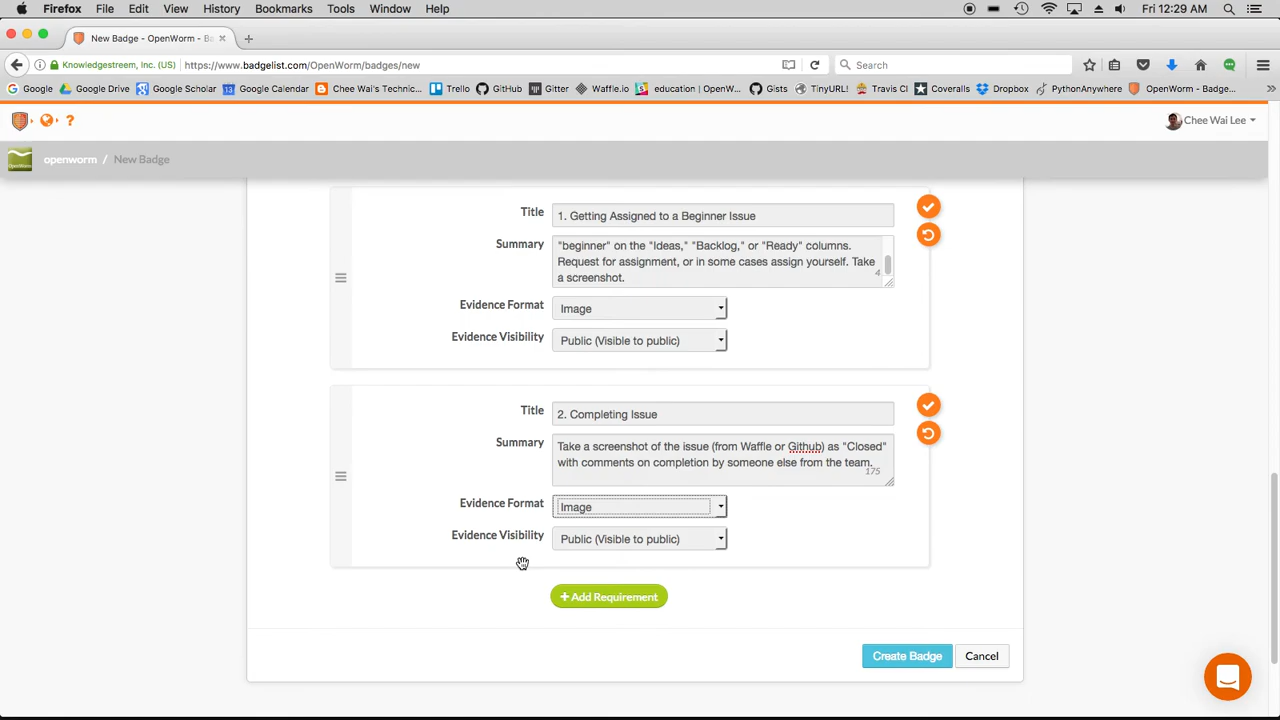 Firefox File Edit View History Bookmarks Tools Window Help Fri 12:29 AM
New Badge - OpenWorm - Ba
Knowledgestreem, Inc. (US) https://www.badgelist.com/OpenWorm/badges/new Search
Google Google Drive Google Scholar Google Calendar Chee Wai's Technic... Trello GitHub Gitter Waffle.io education | OpenW... Gists TinyURL! Travis CI Coveralls Dropbox PythonAnywhere OpenWorm - Badge...
? Chee Wai Lee
openworm / New Badge
Title 1. Getting Assigned to a Beginner Issue
Summary "beginner" on the "Ideas," "Backlog," or "Ready" columns.
Request for assignment, or in some cases assign yourself. Take
a screenshot. 4
Evidence Format Image
Evidence Visibility Public (Visible to public)
Title 2. Completing Issue
Summary Take a screenshot of the issue (from Waffle or Github) as "Closed"
with comments on completion by someone else from the team. 175
Evidence Format Image
Evidence Visibility Public (Visible to public)
+ Add Requirement
Create Badge Cancel